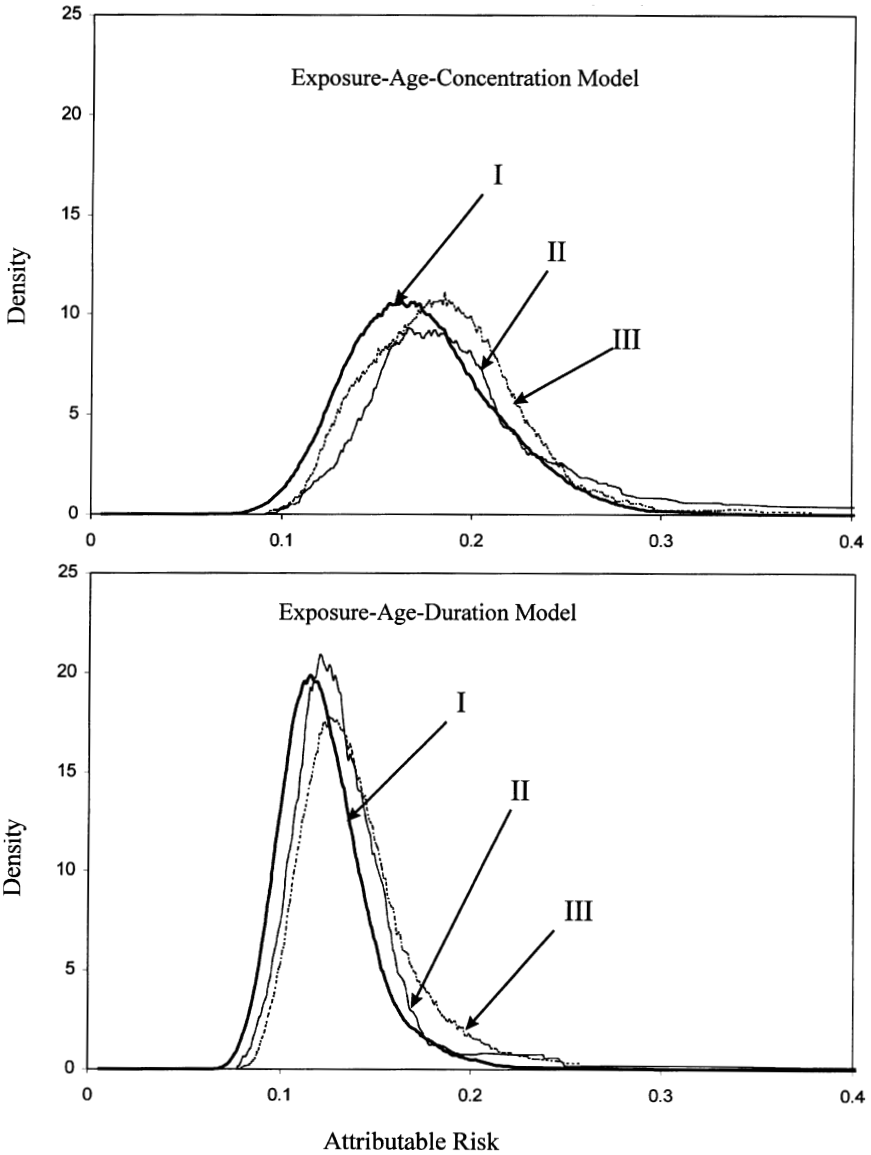 25
Exposure-Age-Concentration Model
20
I
15
II
Density
10
III
5
0
0 0.1 0.2 0.3 0.4
25
Exposure-Age-Duration Model
20
I
15
II
Density
10
III
5
0
0 0.1 0.2 0.3 0.4
Attributable Risk